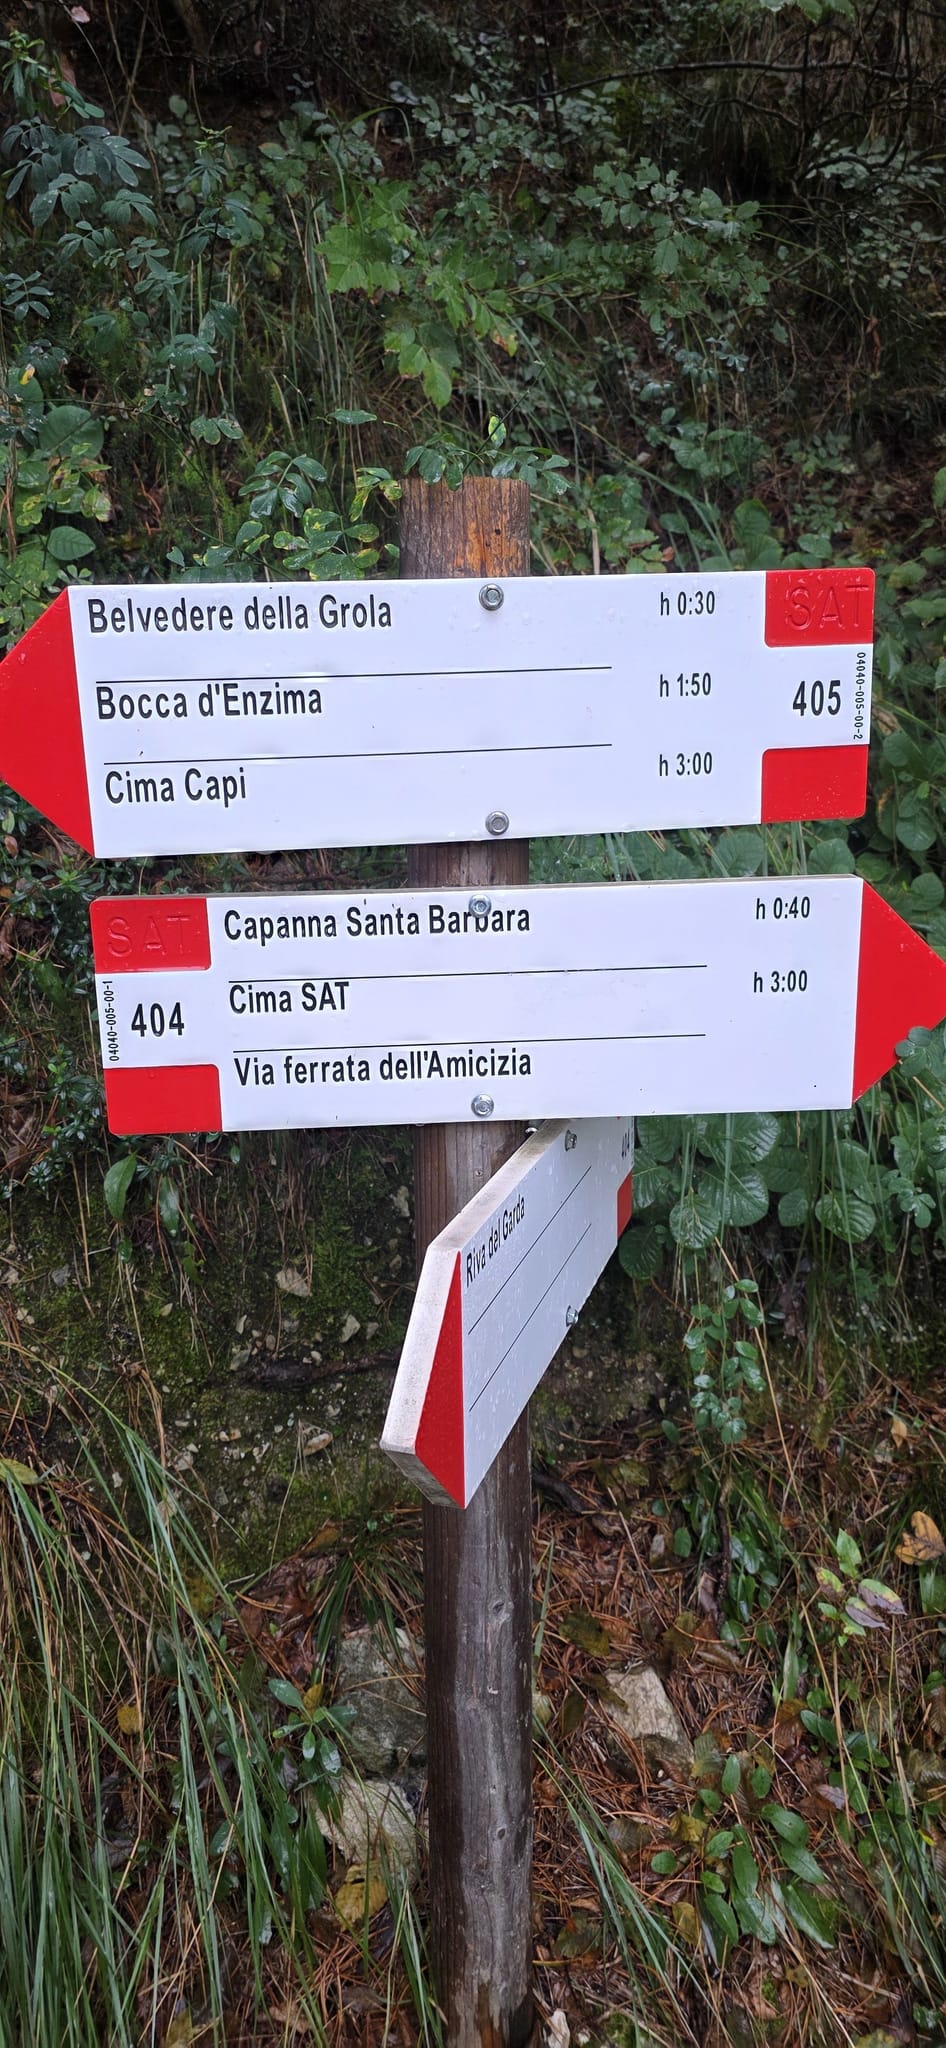 Belvedere della Grola h 0:30 SAT
Bocca d'Enzima h 1:50 405 04040-005-00-2
Cima Capi h 3:00
SAT Capanna Santa Barbara h 0:40
04040-005-00-1 404 Cima SAT h 3:00
Via ferrata dell'Amicizia
404
Riva del Garda